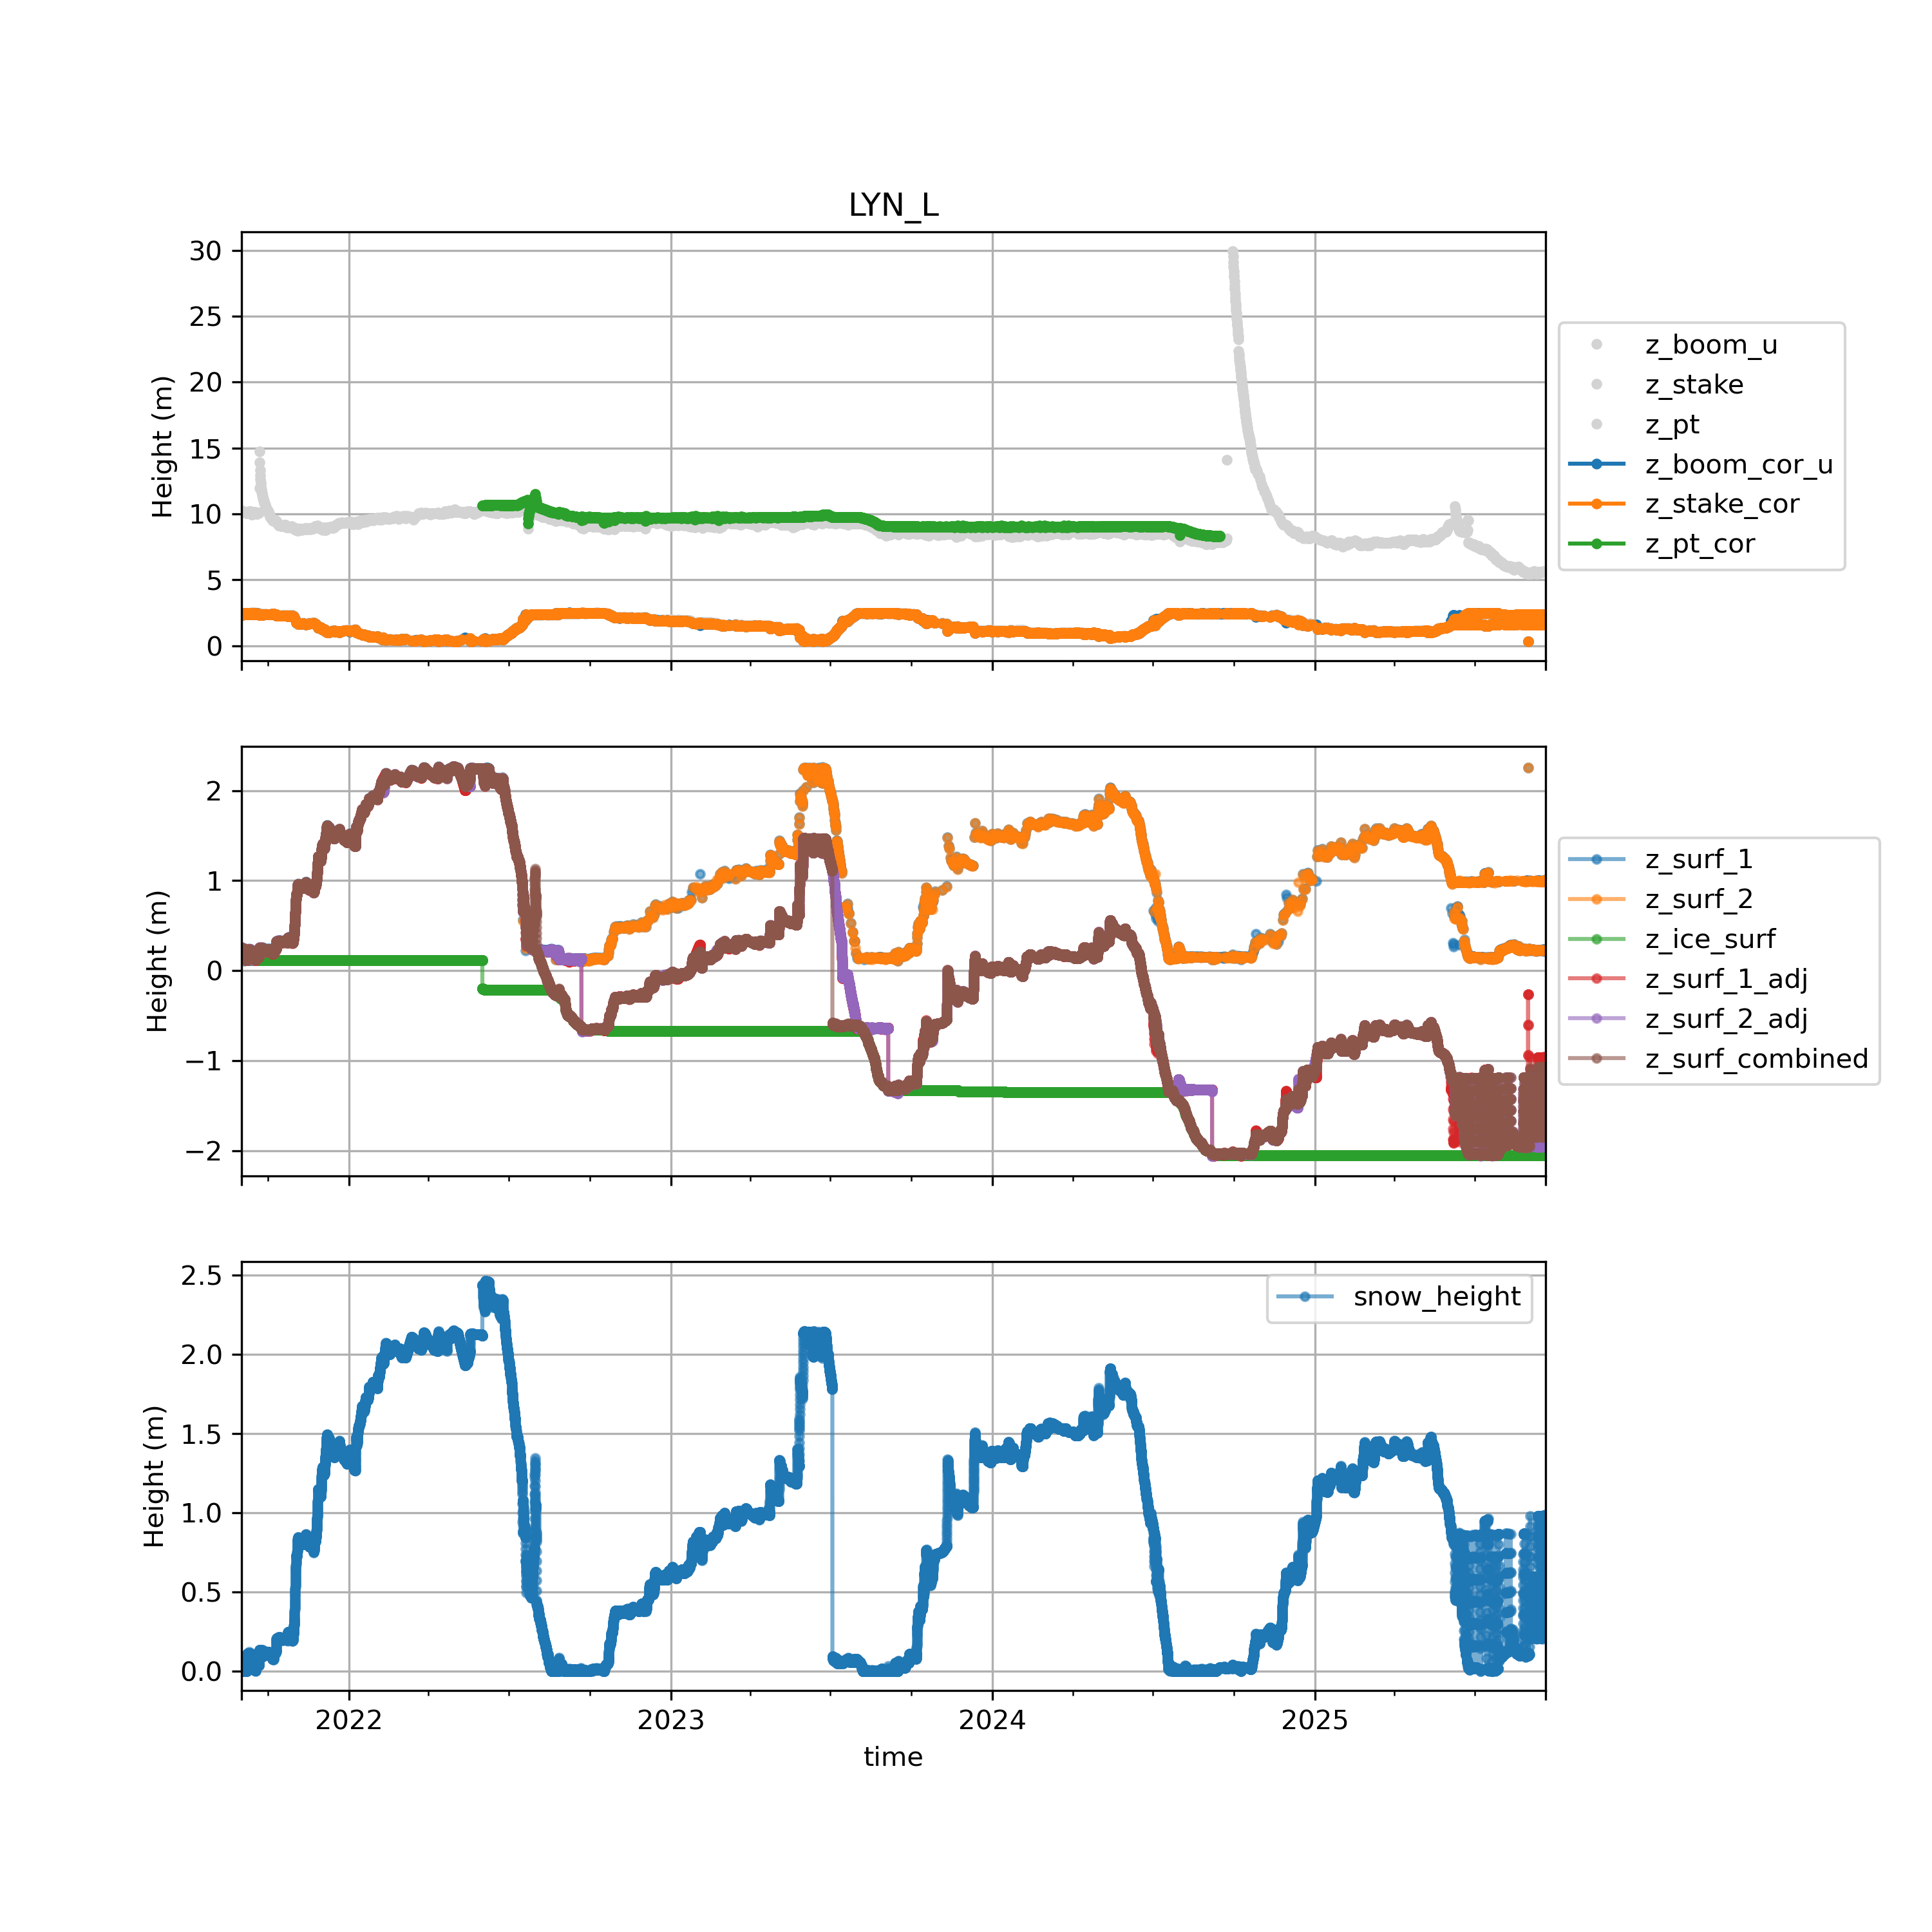 LYN_L
30
25
20
15
10
5
0
Height (m)
z_boom_u
z_stake
z_pt
z_boom_cor_u
z_stake_cor
z_pt_cor
2
1
0
−1
−2
Height (m)
z_surf_1
z_surf_2
z_ice_surf
z_surf_1_adj
z_surf_2_adj
z_surf_combined
2.5
2.0
1.5
1.0
0.5
0.0
Height (m)
snow_height
2022 2023 2024 2025
time